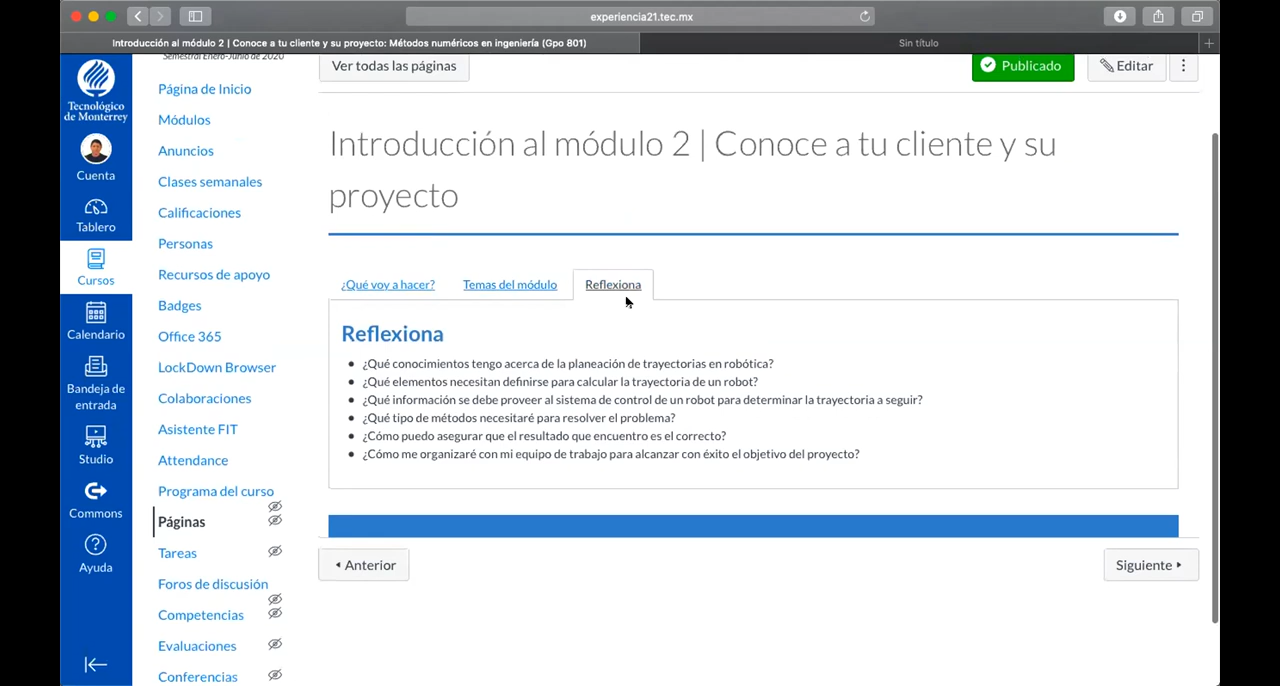 experiencia21.tec.mx
Introducción al módulo 2 | Conoce a tu cliente y su proyecto: Métodos numéricos en ingeniería (Gpo 801)
Sin título
Tecnológico
de Monterrey
Cuenta
Tablero
Cursos
Calendario
Bandeja de
entrada
Studio
Commons
Ayuda
Semestral Enero-Junio de 2020
Página de Inicio
Módulos
Anuncios
Clases semanales
Calificaciones
Personas
Recursos de apoyo
Badges
Office 365
LockDown Browser
Colaboraciones
Asistente FIT
Attendance
Programa del curso
Páginas
Tareas
Foros de discusión
Competencias
Evaluaciones
Conferencias
Ver todas las páginas
Publicado
Editar
Introducción al módulo 2 | Conoce a tu cliente y su
proyecto
¿Qué voy a hacer?
Temas del módulo
Reflexiona
Reflexiona
¿Qué conocimientos tengo acerca de la planeación de trayectorias en robótica?
¿Qué elementos necesitan definirse para calcular la trayectoria de un robot?
¿Qué información se debe proveer al sistema de control de un robot para determinar la trayectoria a seguir?
¿Qué tipo de métodos necesitaré para resolver el problema?
¿Cómo puedo asegurar que el resultado que encuentro es el correcto?
¿Cómo me organizaré con mi equipo de trabajo para alcanzar con éxito el objetivo del proyecto?
Anterior
Siguiente